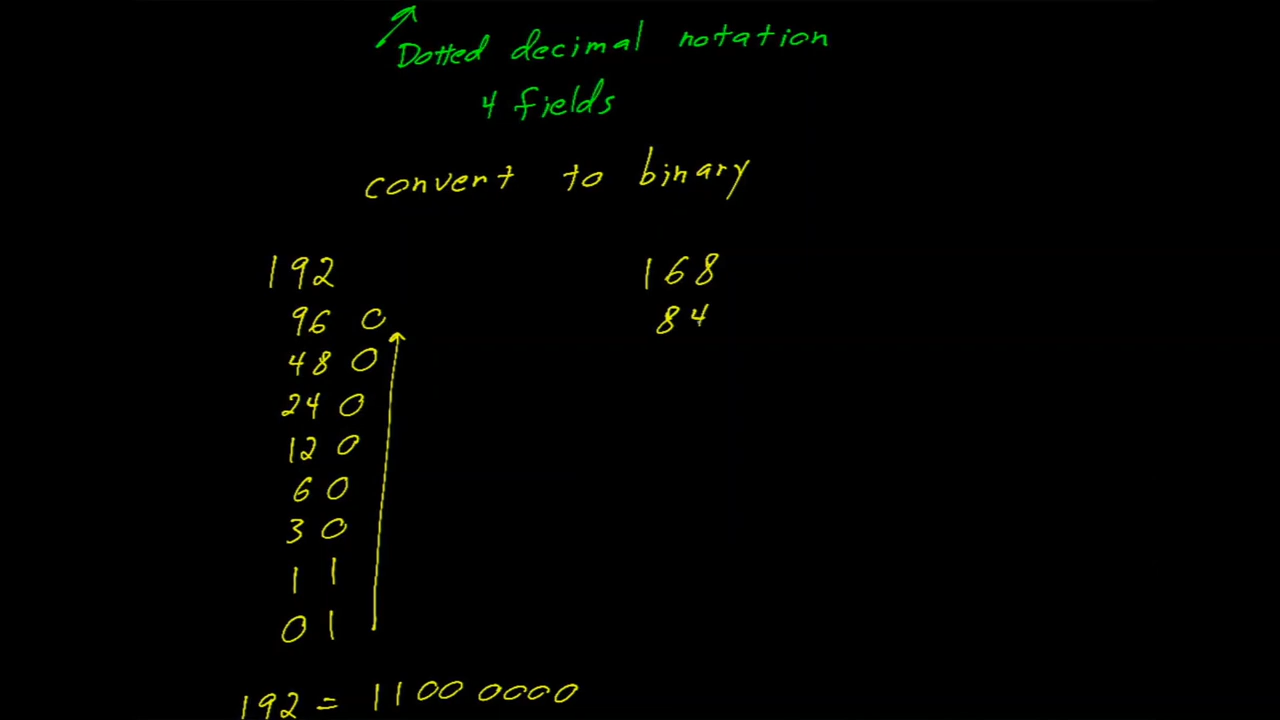 Dotted decimal notation
4 fields
convert to binary
192
96 0
48 0
24 0
12 0
6 0
3 0
1 1
0 1
192 = 1100 0000
168
84